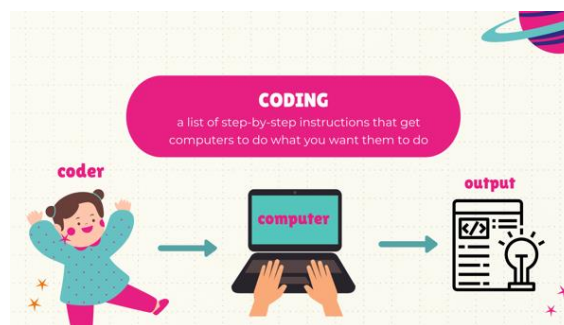 CODING
a list of step-by-step instructions that get
computers to do what you want them to do
coder
computer
output
</>